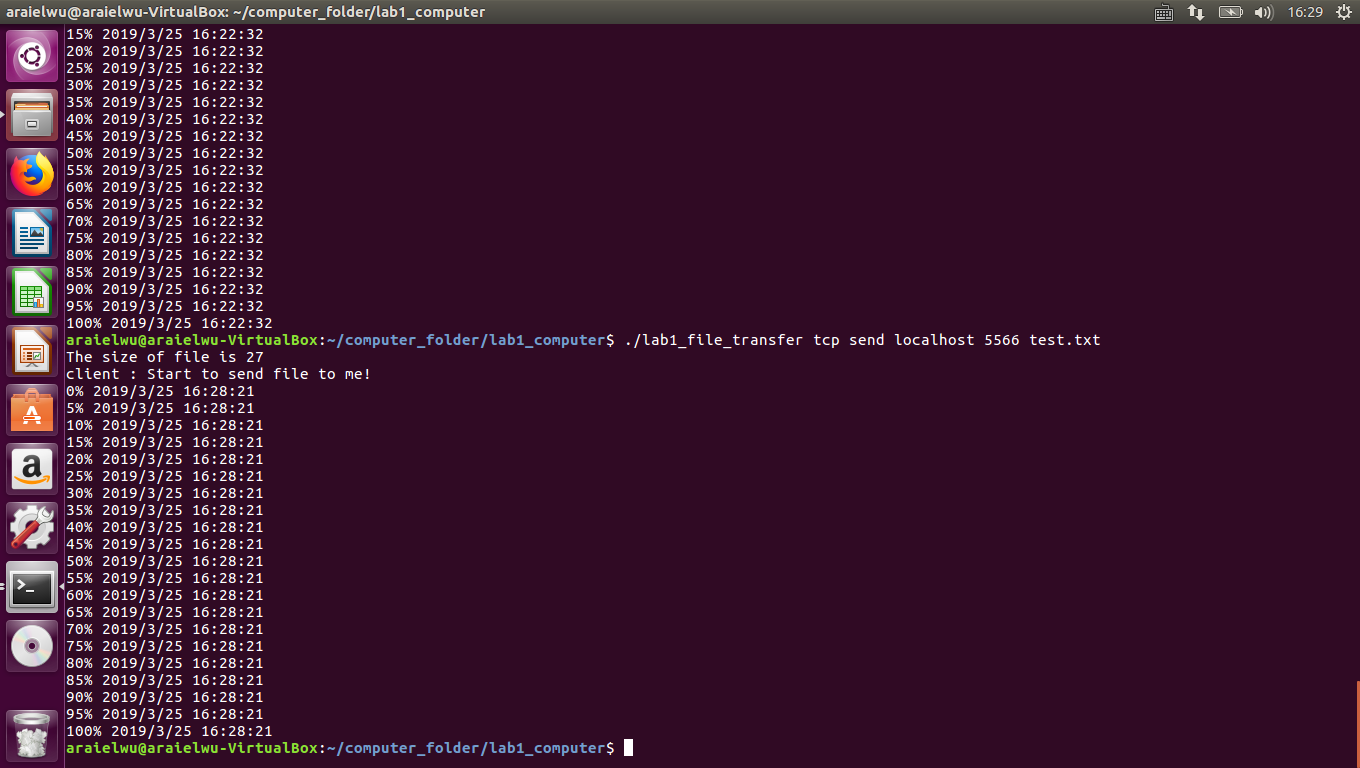 araielwu@araielwu-VirtualBox: ~/computer_folder/lab1_computer 16:29
15% 2019/3/25 16:22:32
20% 2019/3/25 16:22:32
25% 2019/3/25 16:22:32
30% 2019/3/25 16:22:32
35% 2019/3/25 16:22:32
40% 2019/3/25 16:22:32
45% 2019/3/25 16:22:32
50% 2019/3/25 16:22:32
55% 2019/3/25 16:22:32
60% 2019/3/25 16:22:32
65% 2019/3/25 16:22:32
70% 2019/3/25 16:22:32
75% 2019/3/25 16:22:32
80% 2019/3/25 16:22:32
85% 2019/3/25 16:22:32
90% 2019/3/25 16:22:32
95% 2019/3/25 16:22:32
100% 2019/3/25 16:22:32
araielwu@araielwu-VirtualBox:~/computer_folder/lab1_computer$ ./lab1_file_transfer tcp send localhost 5566 test.txt
The size of file is 27
client : Start to send file to me!
0% 2019/3/25 16:28:21
5% 2019/3/25 16:28:21
10% 2019/3/25 16:28:21
15% 2019/3/25 16:28:21
20% 2019/3/25 16:28:21
25% 2019/3/25 16:28:21
30% 2019/3/25 16:28:21
35% 2019/3/25 16:28:21
40% 2019/3/25 16:28:21
45% 2019/3/25 16:28:21
50% 2019/3/25 16:28:21
55% 2019/3/25 16:28:21
60% 2019/3/25 16:28:21
65% 2019/3/25 16:28:21
70% 2019/3/25 16:28:21
75% 2019/3/25 16:28:21
80% 2019/3/25 16:28:21
85% 2019/3/25 16:28:21
90% 2019/3/25 16:28:21
95% 2019/3/25 16:28:21
100% 2019/3/25 16:28:21
araielwu@araielwu-VirtualBox:~/computer_folder/lab1_computer$